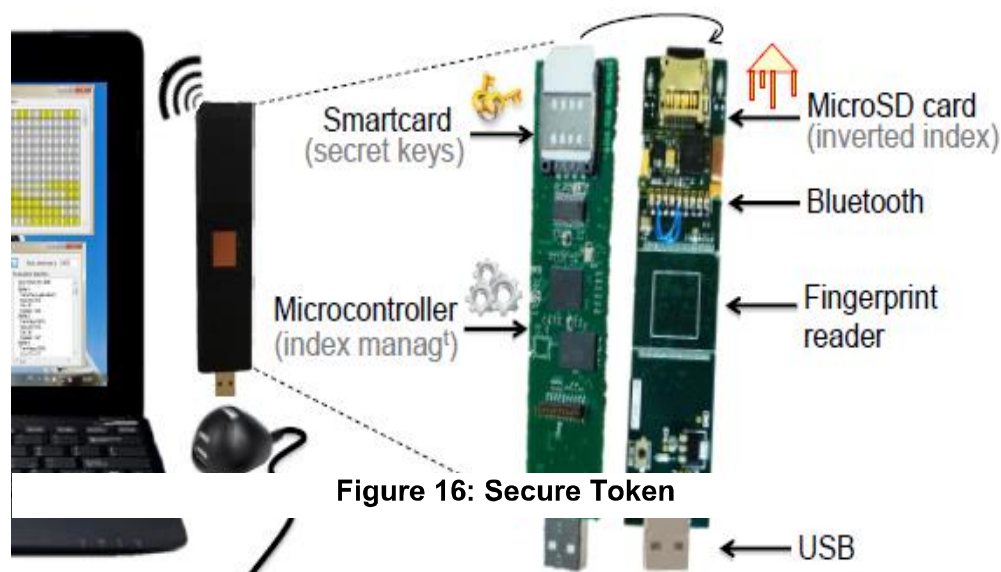 Smartcard
(secret keys)
MicroSD card
(inverted index)
Bluetooth
Microcontroller
(index managᵗ)
Fingerprint
reader
Figure 16: Secure Token
USB